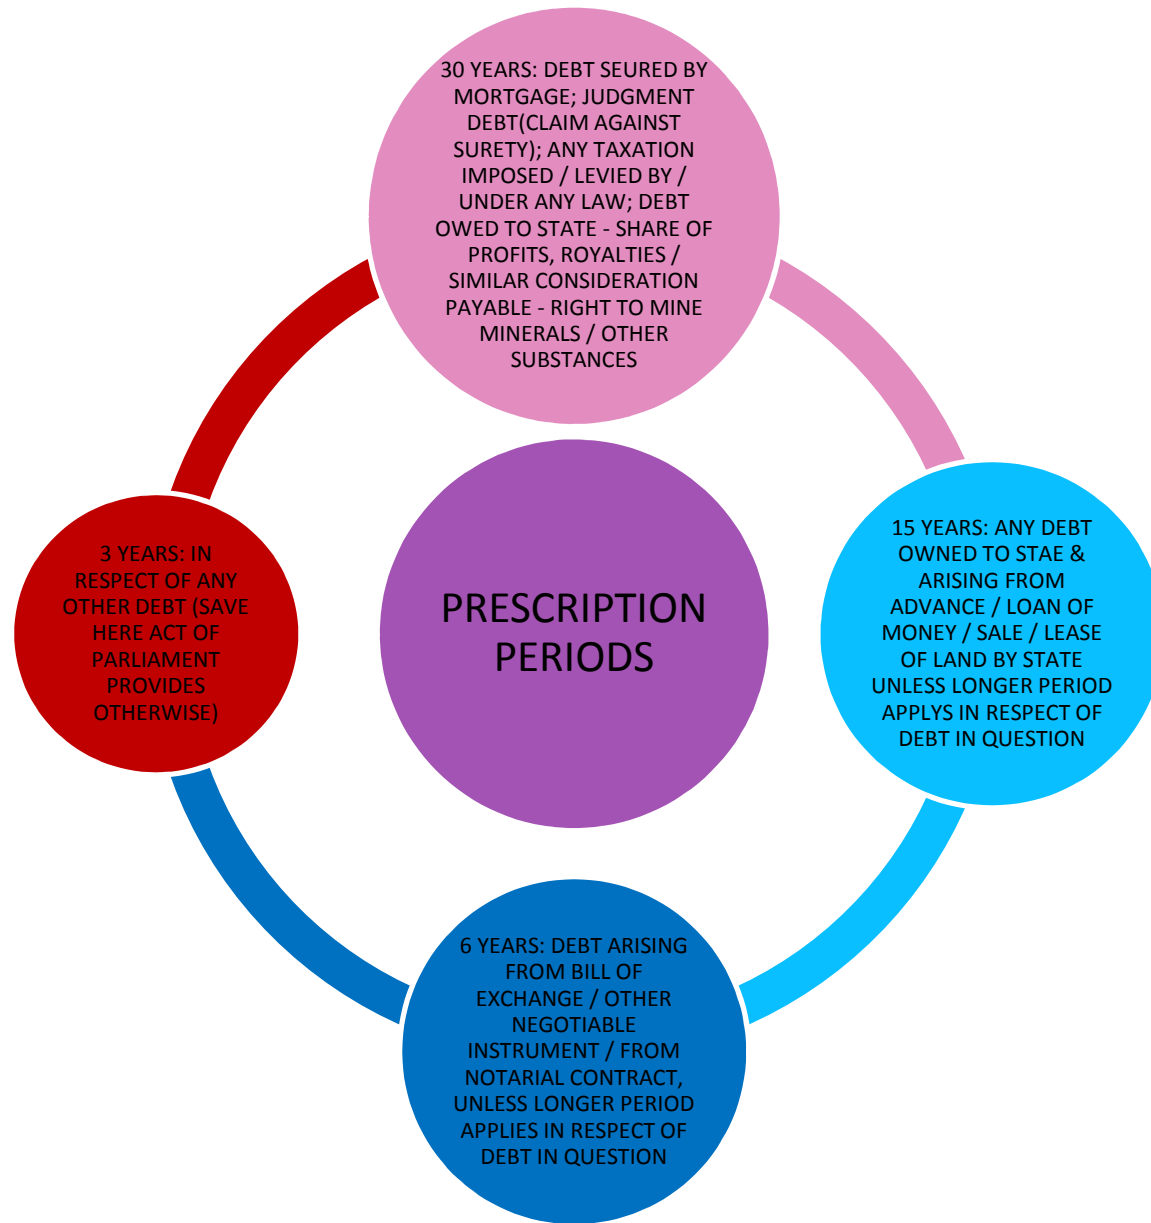 30 YEARS: DEBT SEURED BY
MORTGAGE; JUDGMENT
DEBT(CLAIM AGAINST
SURETY); ANY TAXATION
IMPOSED / LEVIED BY /
UNDER ANY LAW; DEBT
OWED TO STATE - SHARE OF
PROFITS, ROYALTIES /
SIMILAR CONSIDERATION
PAYABLE - RIGHT TO MINE
MINERALS / OTHER
SUBSTANCES
15 YEARS: ANY DEBT
OWNED TO STAE &
ARISING FROM
ADVANCE / LOAN OF
MONEY / SALE / LEASE
OF LAND BY STATE
UNLESS LONGER PERIOD
APPLYS IN RESPECT OF
DEBT IN QUESTION
6 YEARS: DEBT ARISING
FROM BILL OF
EXCHANGE / OTHER
NEGOTIABLE
INSTRUMENT / FROM
NOTARIAL CONTRACT,
UNLESS LONGER PERIOD
APPLIES IN RESPECT OF
DEBT IN QUESTION
3 YEARS: IN
RESPECT OF ANY
OTHER DEBT (SAVE
HERE ACT OF
PARLIAMENT
PROVIDES
OTHERWISE)
PRESCRIPTION
PERIODS